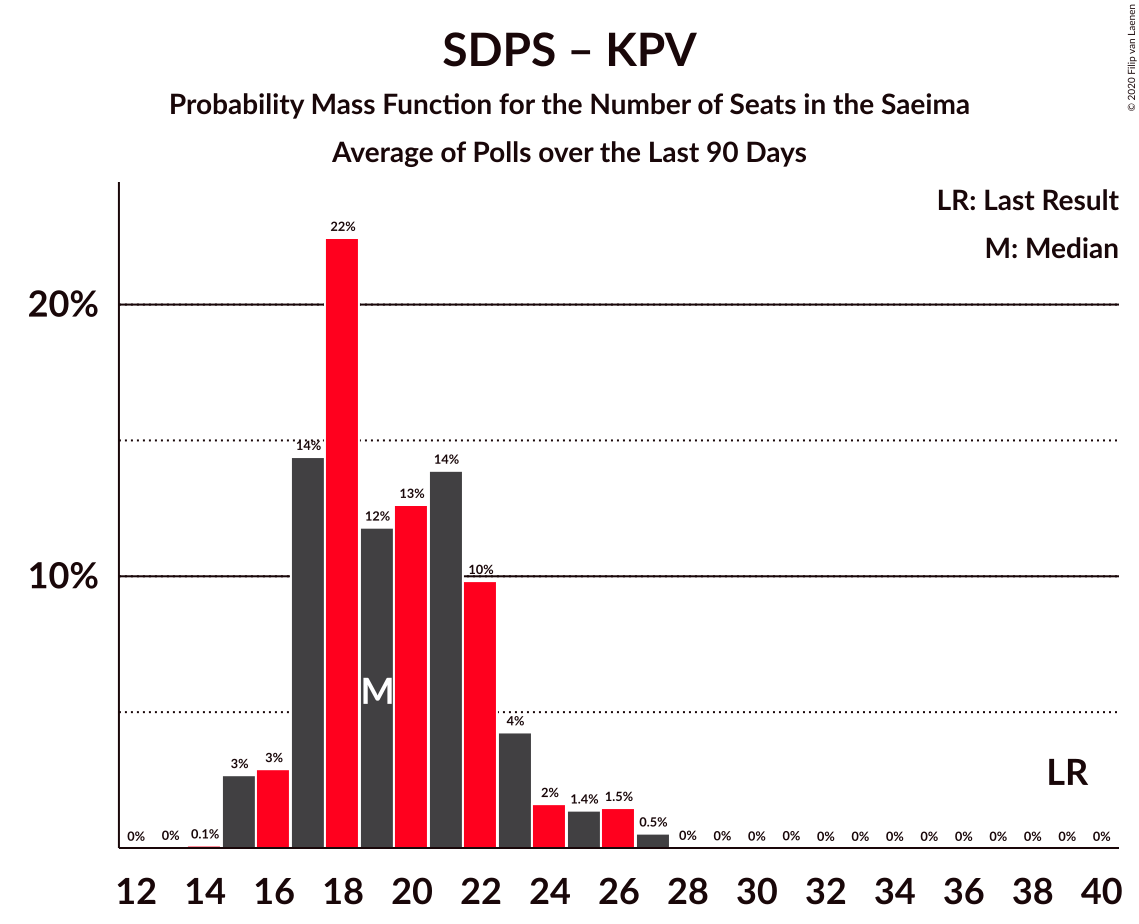 SDPS – KPV
Probability Mass Function for the Number of Seats in the Saeima
Average of Polls over the Last 90 Days
© 2020 Filip van Laenen
LR: Last Result
M: Median
20%
10%
0% 0% 0.1% 3% 3% 14% 22% 12% 13% 14% 10% 4% 2% 1.4% 1.5% 0.5% 0% 0% 0% 0% 0% 0% 0% 0% 0% 0% 0% 0% 0%
M
LR
12 14 16 18 20 22 24 26 28 30 32 34 36 38 40